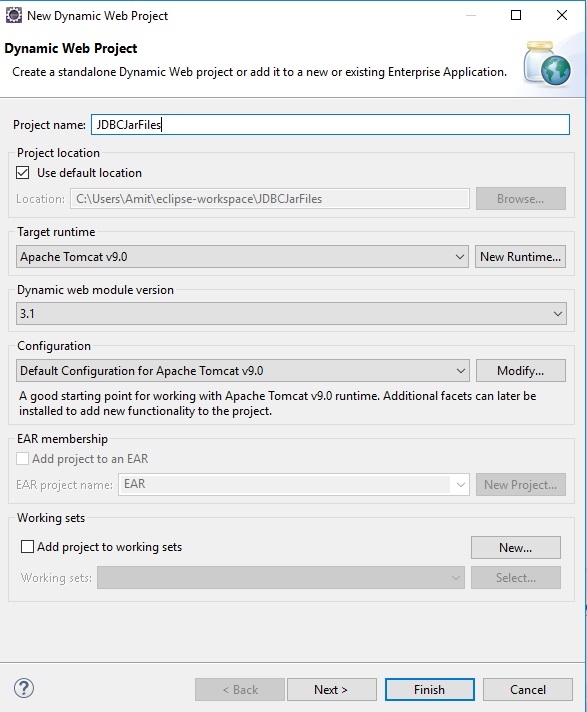 New Dynamic Web Project
Dynamic Web Project
Create a standalone Dynamic Web project or add it to a new or existing Enterprise Application.
Project name: JDBCJarFiles
Project location
Use default location
Location: C:\Users\Amit\eclipse-workspace\JDBCJarFiles Browse...
Target runtime
Apache Tomcat v9.0 New Runtime...
Dynamic web module version
3.1
Configuration
Default Configuration for Apache Tomcat v9.0 Modify...
A good starting point for working with Apache Tomcat v9.0 runtime. Additional facets can later be
installed to add new functionality to the project.
EAR membership
Add project to an EAR
EAR project name: EAR New Project...
Working sets
Add project to working sets New...
Working sets: Select...
? < Back Next > Finish Cancel